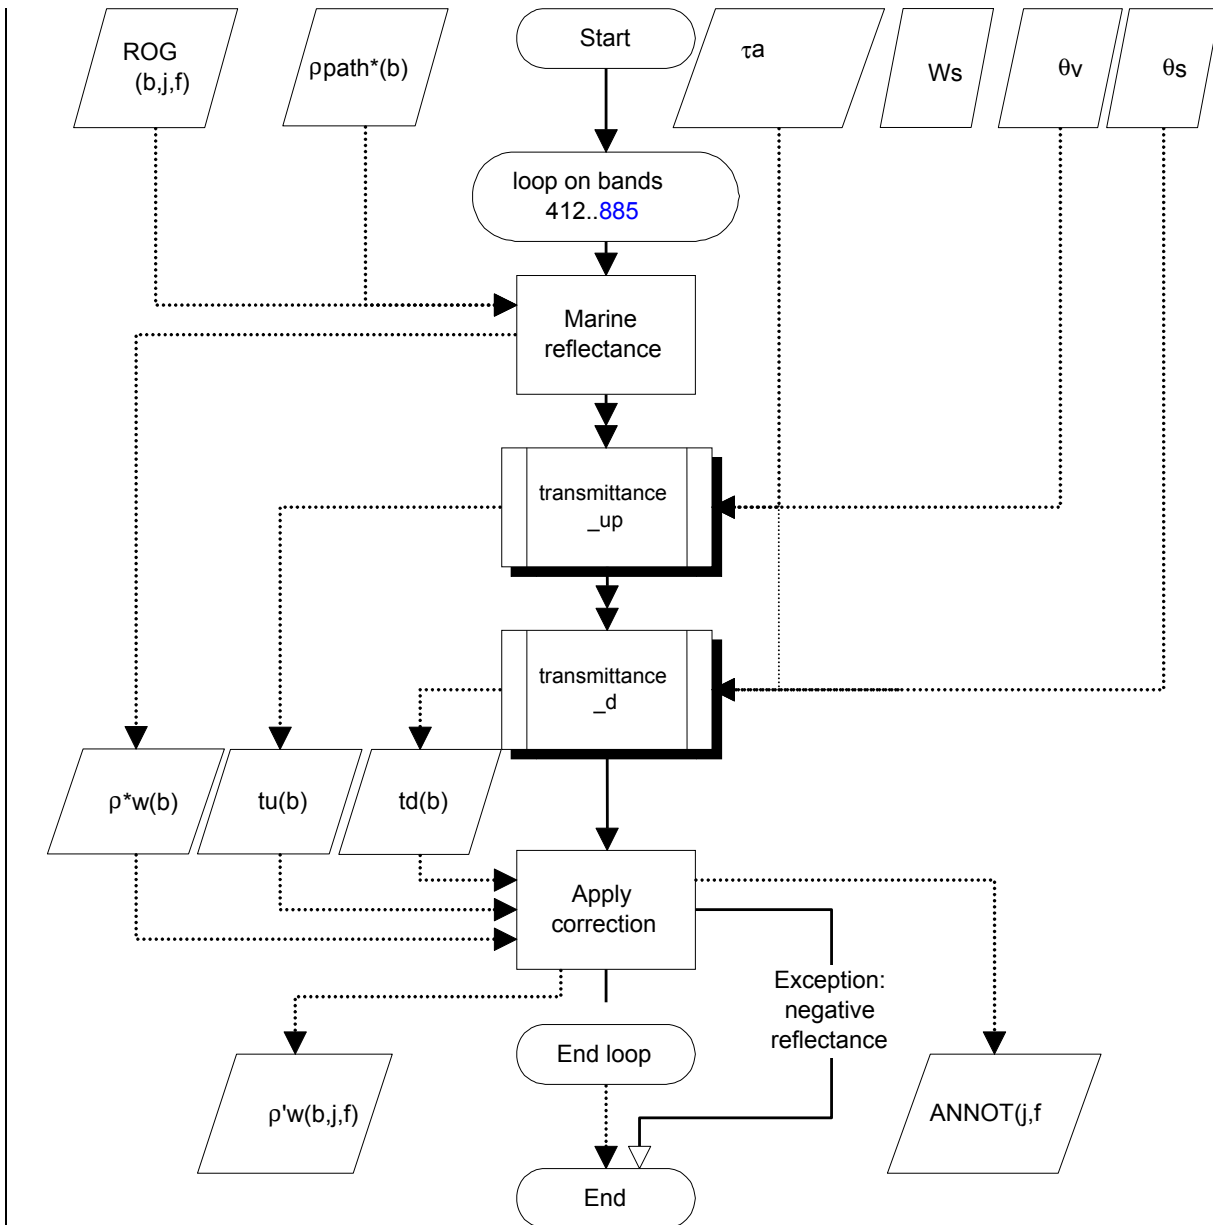 ROG
(b,j,f)
ρpath*(b)
Start
τa
Ws
θv
θs
loop on bands
412..885
Marine
reflectance
transmittance
_up
transmittance
_d
ρ*w(b)
tu(b)
td(b)
Apply
correction
Exception:
negative
reflectance
End loop
ρ'w(b,j,f)
ANNOT(j,f
End